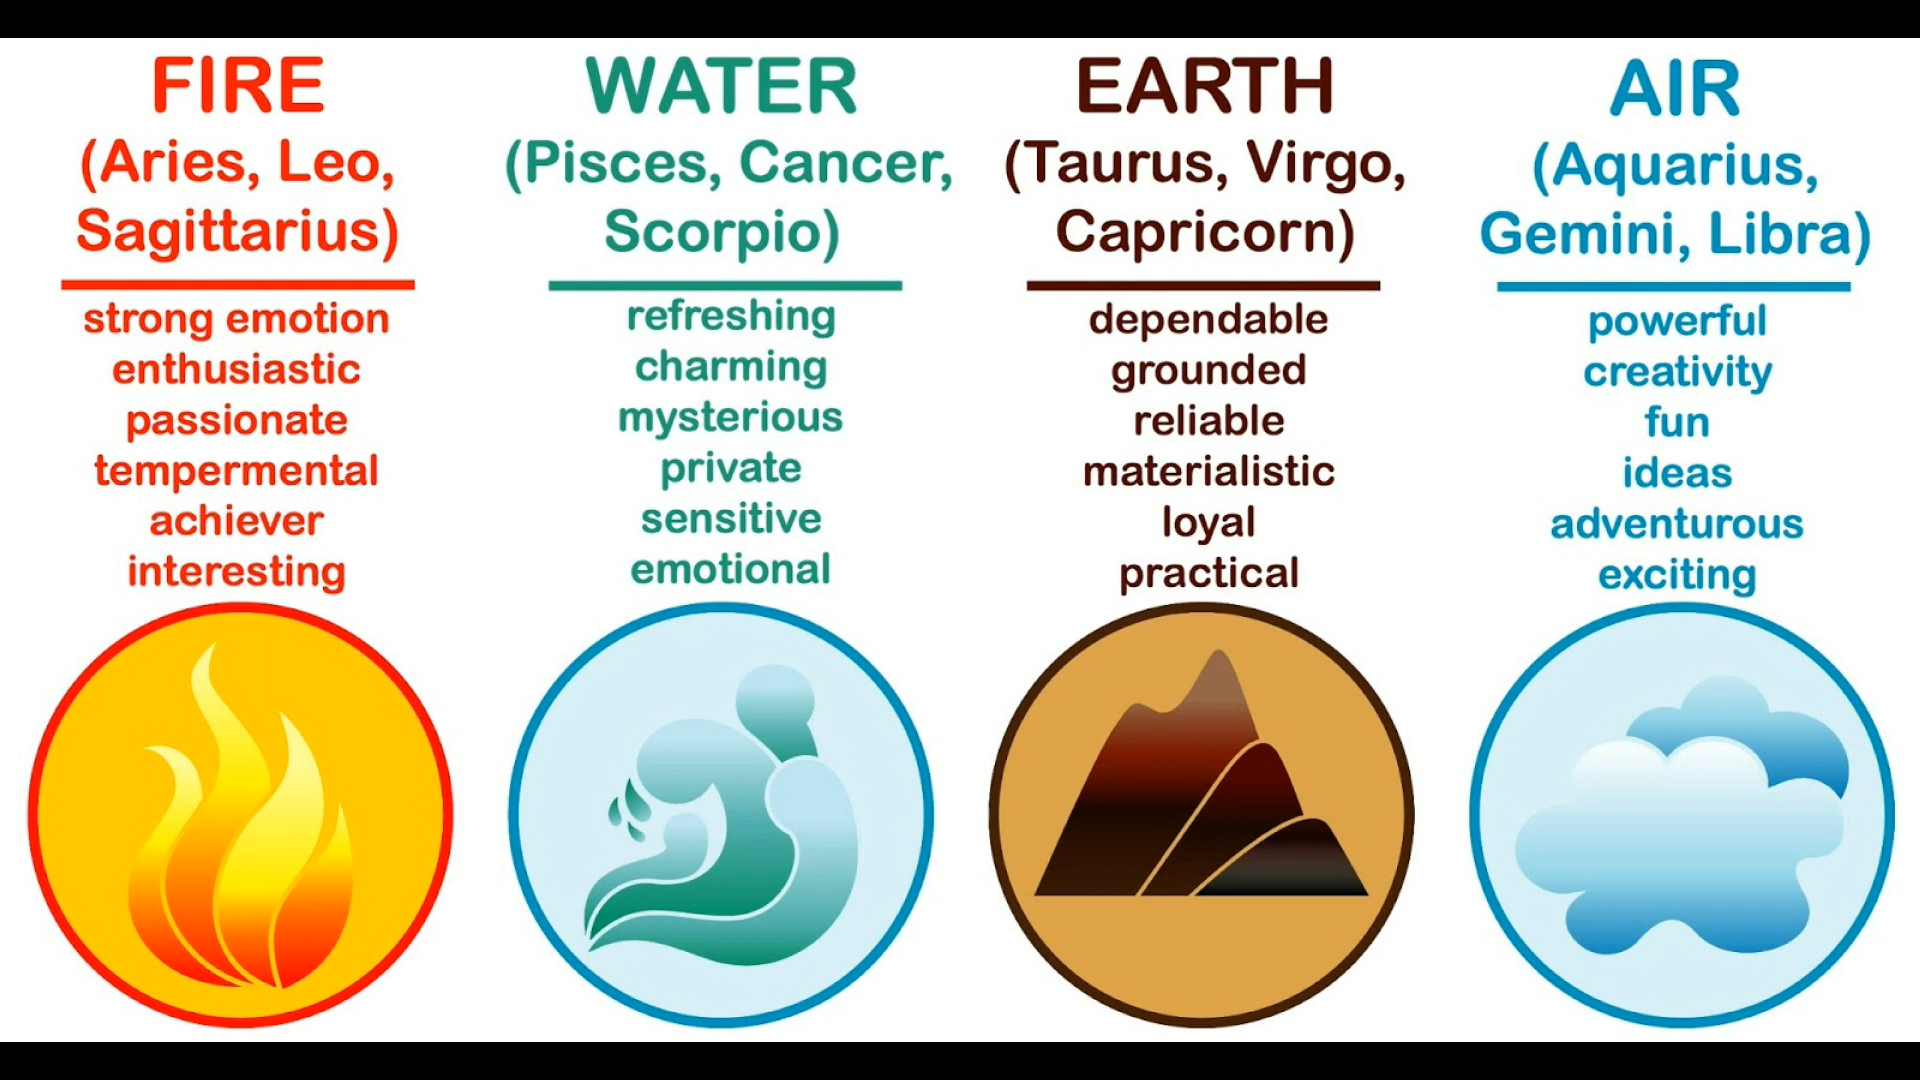 FIRE
(Aries, Leo,
Sagittarius)
strong emotion
enthusiastic
passionate
tempermental
achiever
interesting
WATER
(Pisces, Cancer,
Scorpio)
refreshing
charming
mysterious
private
sensitive
emotional
EARTH
(Taurus, Virgo,
Capricorn)
dependable
grounded
reliable
materialistic
loyal
practical
AIR
(Aquarius,
Gemini, Libra)
powerful
creativity
fun
ideas
adventurous
exciting